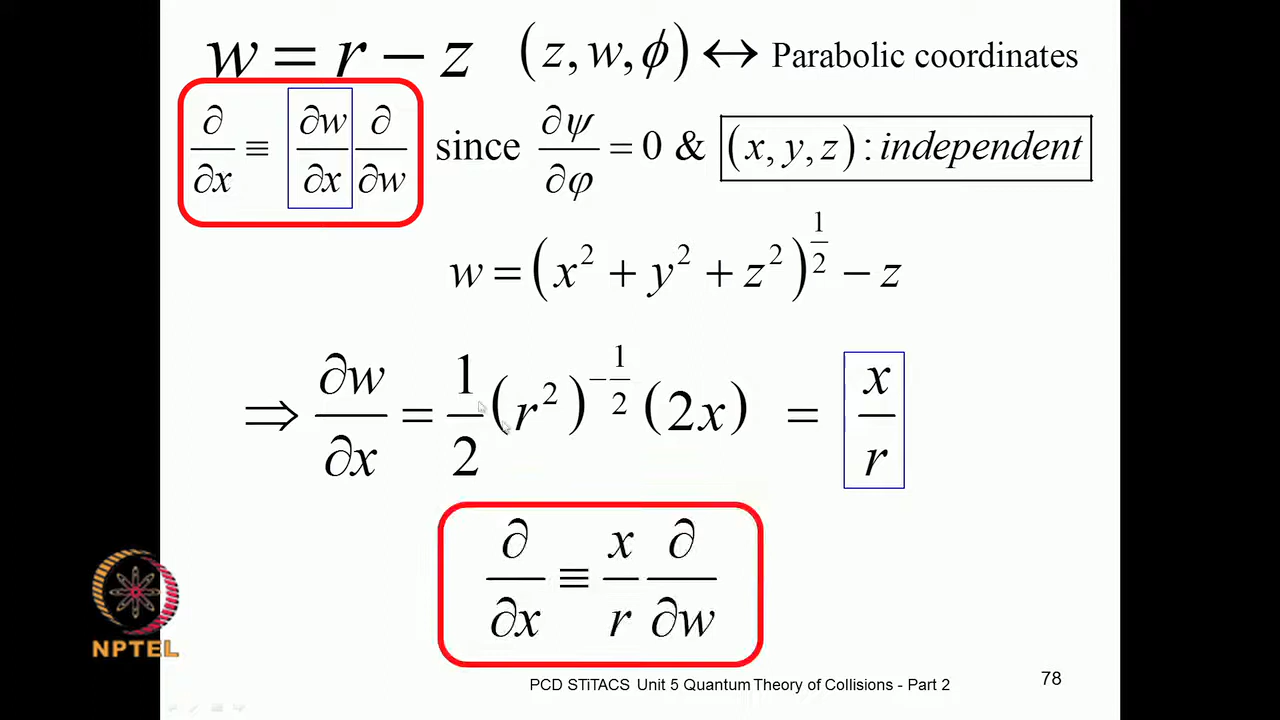 w = r − z (z, w, ϕ) ↔ Parabolic coordinates
∂/∂x ≡ ∂w/∂x ∂/∂w since ∂ψ/∂φ = 0 & (x, y, z) : independent
w = (x² + y² + z²)^(1/2) − z
⇒ ∂w/∂x = 1/2 (r²)^(−1/2) (2x) = x/r
∂/∂x ≡ x/r ∂/∂w
NPTEL
PCD STiTACS Unit 5 Quantum Theory of Collisions - Part 2 78